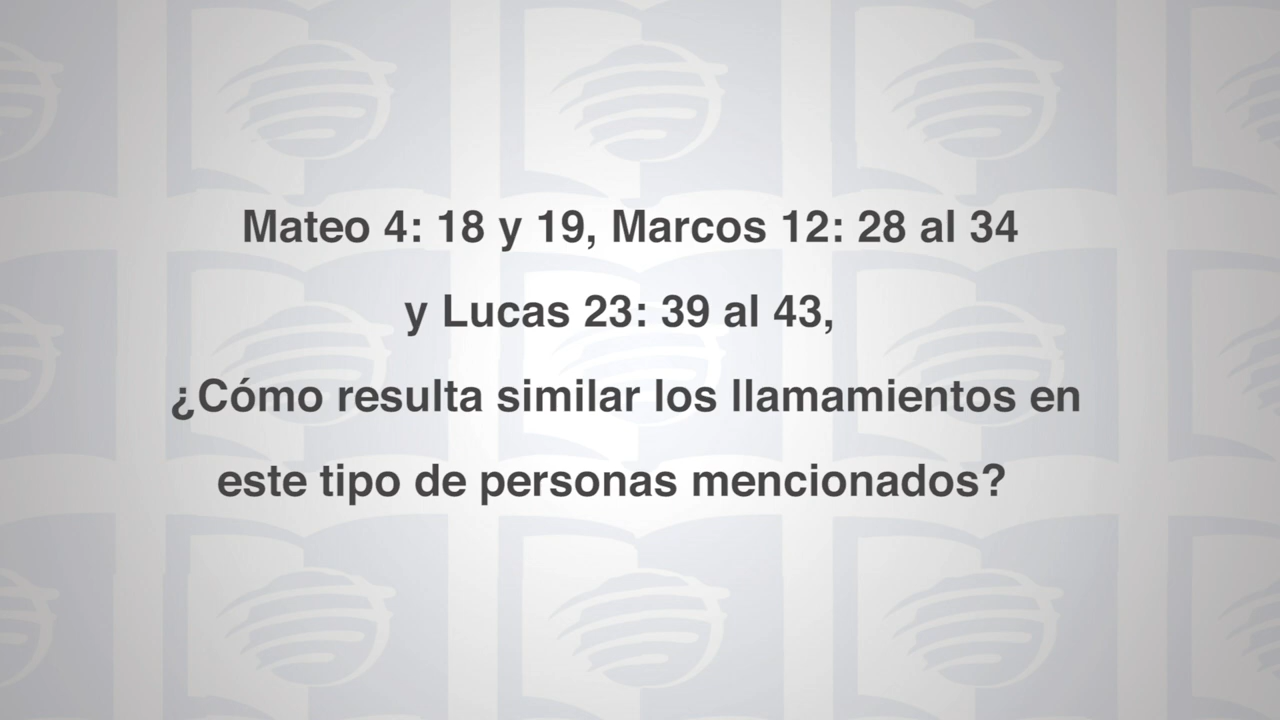 Mateo 4: 18 y 19, Marcos 12: 28 al 34
y Lucas 23: 39 al 43,
¿Cómo resulta similar los llamamientos en
este tipo de personas mencionados?